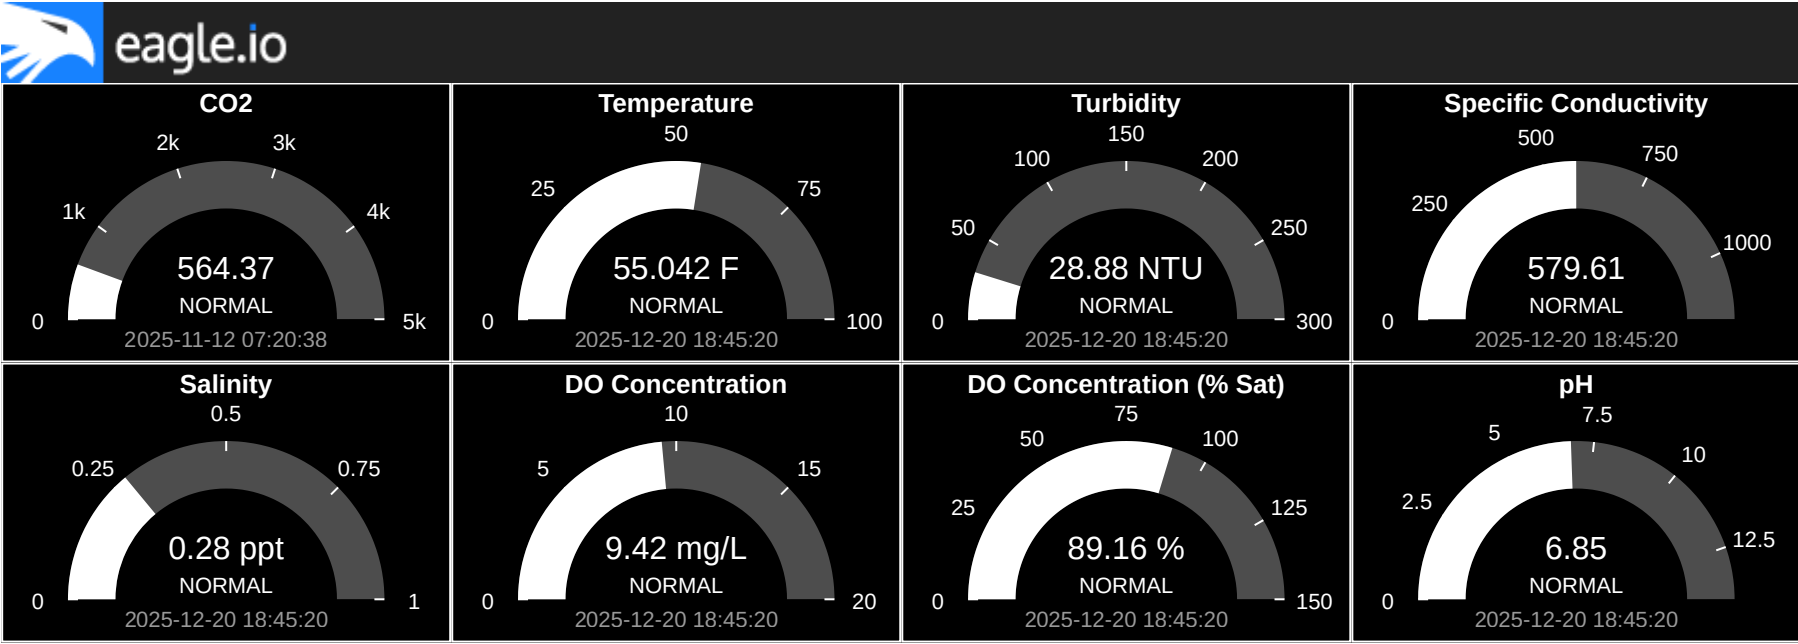 eagle.io
CO2
0
1k
2k
3k
4k
5k
564.37
NORMAL
2025-11-12 07:20:38
Temperature
0
25
50
75
100
55.042 F
NORMAL
2025-12-20 18:45:20
Turbidity
0
50
100
150
200
250
300
28.88 NTU
NORMAL
2025-12-20 18:45:20
Specific Conductivity
0
250
500
750
1000
579.61
NORMAL
2025-12-20 18:45:20
Salinity
0
0.25
0.5
0.75
1
0.28 ppt
NORMAL
2025-12-20 18:45:20
DO Concentration
0
5
10
15
20
9.42 mg/L
NORMAL
2025-12-20 18:45:20
DO Concentration (% Sat)
0
25
50
75
100
125
150
89.16 %
NORMAL
2025-12-20 18:45:20
pH
0
2.5
5
7.5
10
12.5
6.85
NORMAL
2025-12-20 18:45:20